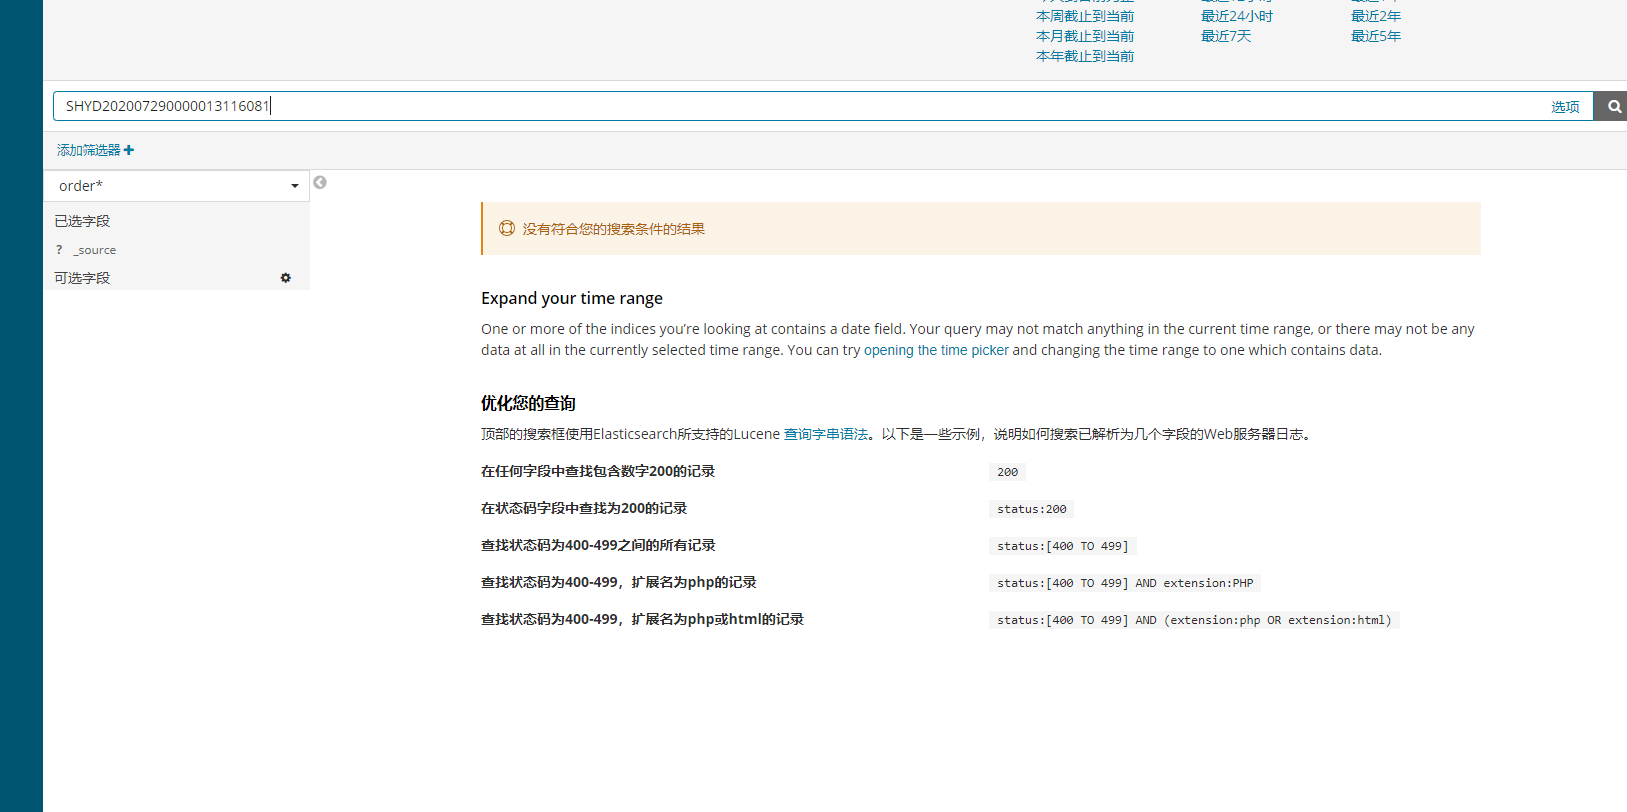 本周截止到当前 最近24小时 最近2年
本月截止到当前 最近7天 最近5年
本年截止到当前
SHYD202007290000013116081 选项
添加筛选器
order*
已选字段
? _source
可选字段
没有符合您的搜索条件的结果
Expand your time range
One or more of the indices you’re looking at contains a date field. Your query may not match anything in the current time range, or there may not be any
data at all in the currently selected time range. You can try opening the time picker and changing the time range to one which contains data.
优化您的查询
顶部的搜索框使用Elasticsearch所支持的Lucene 查询字串语法。以下是一些示例，说明如何搜索已解析为几个字段的Web服务器日志。
在任何字段中查找包含数字200的记录 200
在状态码字段中查找为200的记录 status:200
查找状态码为400-499之间的所有记录 status:[400 TO 499]
查找状态码为400-499，扩展名为php的记录 status:[400 TO 499] AND extension:PHP
查找状态码为400-499，扩展名为php或html的记录 status:[400 TO 499] AND (extension:php OR extension:html)